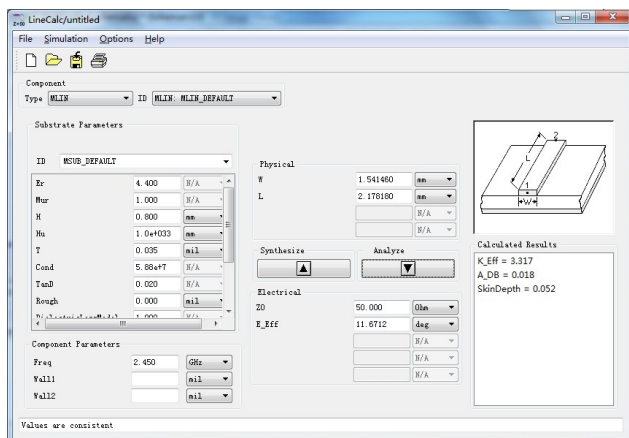 LineCalc/untitled
File Simulation Options Help
Component
Type MLIN ID MLIN: MLIN_DEFAULT
Substrate Parameters
ID MSUB_DEFAULT
Er 4.400 N/A
Mur 1.000 N/A
H 0.800 mm
Hu 1.0e+033 mm
T 0.035 mil
Cond 5.88e+7 N/A
TanD 0.020 N/A
Rough 0.000 mil
DielectricLossModel 1.000 N/A
Component Parameters
Freq 2.450 GHz
Wall1 mil
Wall2 mil
Physical
W 1.541460 mm
L 2.178180 mm
N/A
N/A
Synthesize Analyze
Electrical
Z0 50.000 Ohm
E_Eff 11.6712 deg
N/A
N/A
N/A
2
L
1
W
Calculated Results
K_Eff = 3.317
A_DB = 0.018
SkinDepth = 0.052
Values are consistent